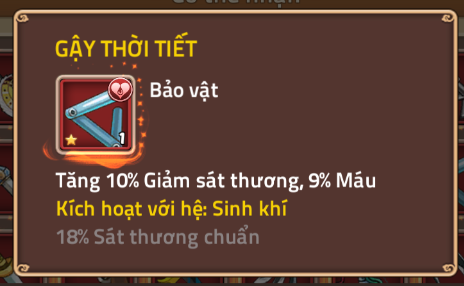 GẬY THỜI TIẾT
Bảo vật
1
Tăng 10% Giảm sát thương, 9% Máu
Kích hoạt với hệ: Sinh khí
18% Sát thương chuẩn